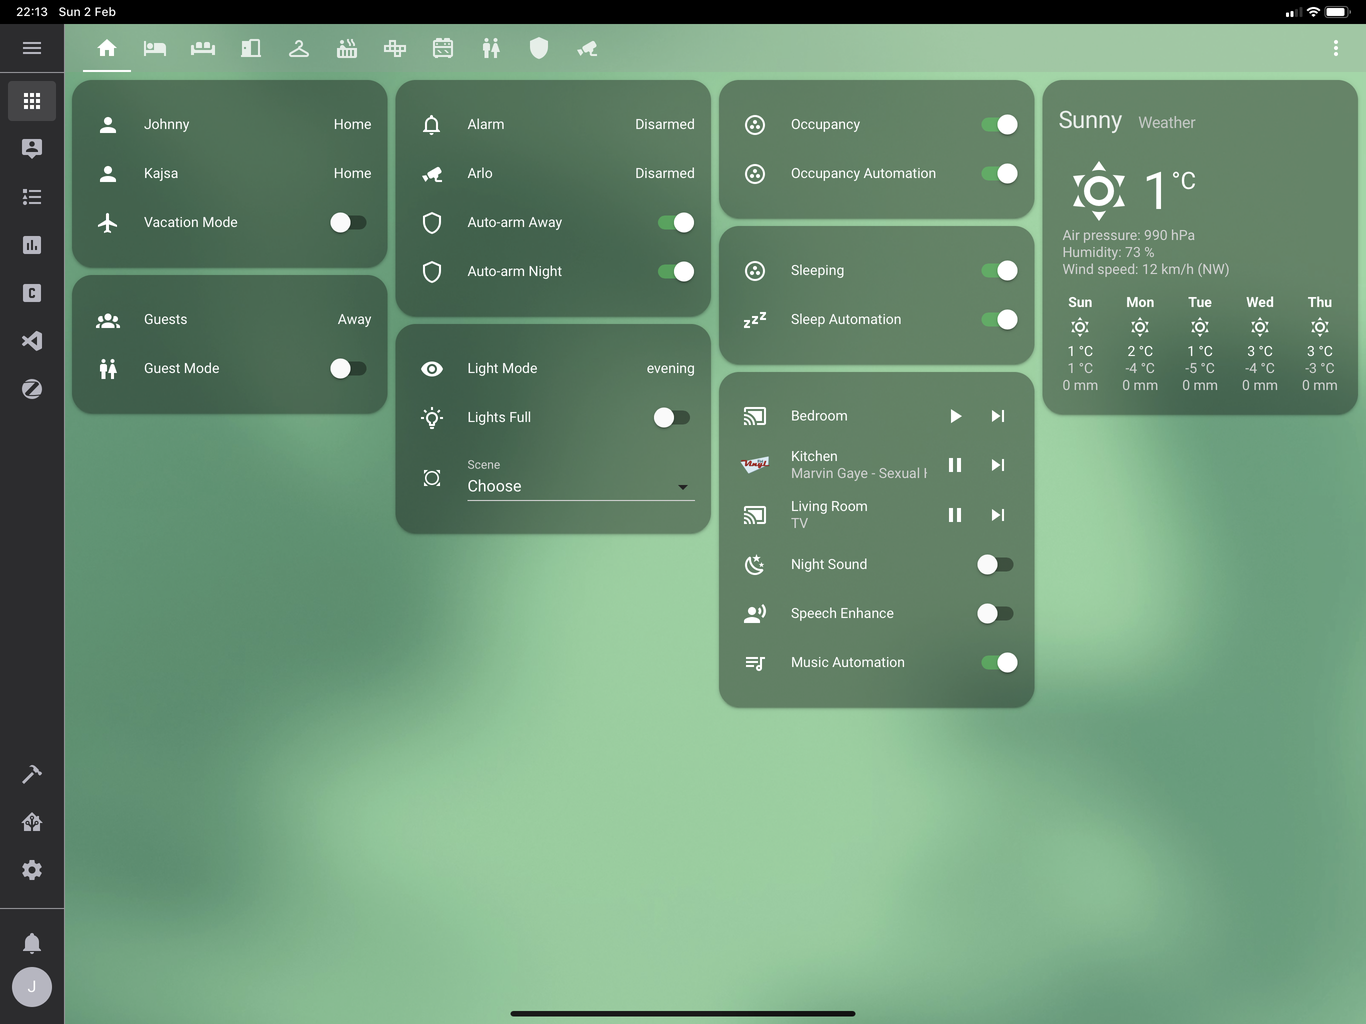 22:13 Sun 2 Feb
Johnny Home
Kajsa Home
Vacation Mode
Guests Away
Guest Mode
Alarm Disarmed
Arlo Disarmed
Auto-arm Away
Auto-arm Night
Light Mode evening
Lights Full
Scene
Choose
Occupancy
Occupancy Automation
Sleeping
zzZ Sleep Automation
Bedroom
Vinyl Kitchen
Marvin Gaye - Sexual
Living Room
TV
Night Sound
Speech Enhance
Music Automation
Sunny Weather
1 °C
Air pressure: 990 hPa
Humidity: 73 %
Wind speed: 12 km/h (NW)
Sun Mon Tue Wed Thu
1 °C 2 °C 1 °C 3 °C 3 °C
1 °C -4 °C -5 °C -4 °C -3 °C
0 mm 0 mm 0 mm 0 mm 0 mm
C
J